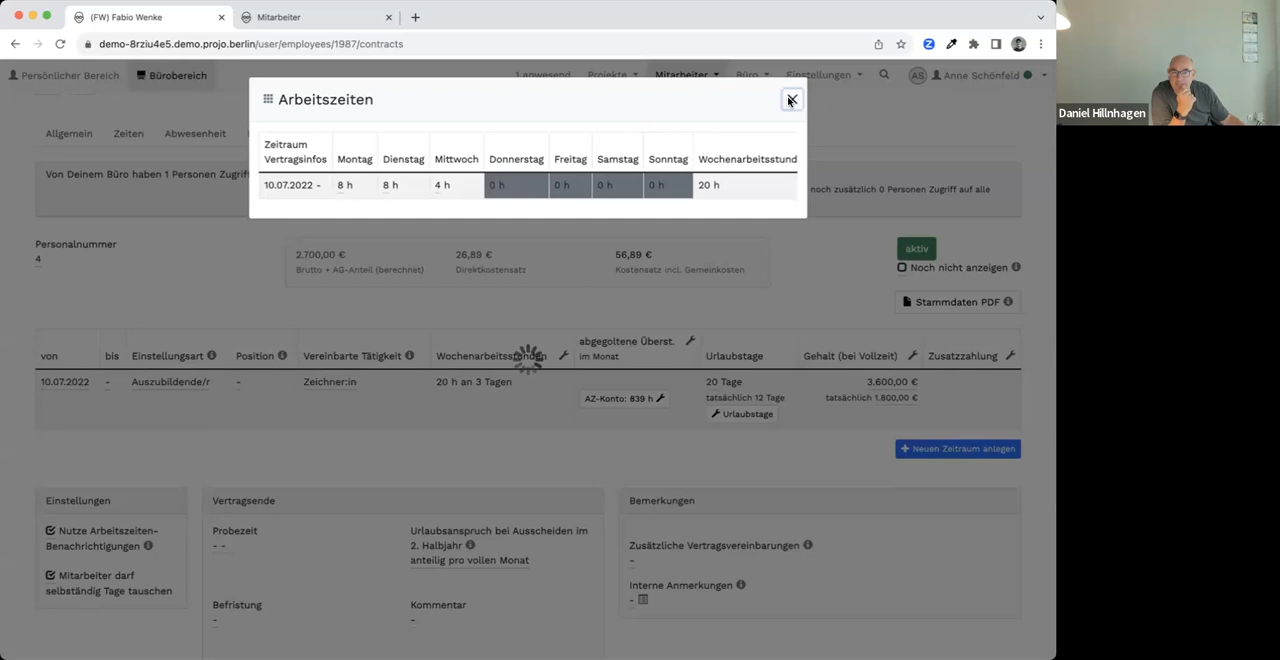 (FW) Fabio Wenke
Mitarbeiter
demo-8rziu4e5.demo.projo.berlin/user/employees/1987/contracts
Persönlicher Bereich
Bürobereich
1 anwesend
Projekte
Mitarbeiter
Büro
Einstellungen
AS
Anne Schönfeld
Daniel Hillnhagen
Arbeitszeiten
Zeitraum
Vertragsinfos Montag Dienstag Mittwoch Donnerstag Freitag Samstag Sonntag Wochenarbeitsstund
10.07.2022 - 8 h 8 h 4 h 0 h 0 h 0 h 0 h 20 h
Allgemein Zeiten Abwesenheit
Von Deinem Büro haben 1 Personen Zugriff
noch zusätzlich 0 Personen Zugriff auf alle
Personalnummer
4
2.700,00 € 26,89 € 56,89 €
Brutto + AG-Anteil (berechnet) Direktkostensatz Kostensatz incl. Gemeinkosten
aktiv
Noch nicht anzeigen
Stammdaten PDF
von bis Einstellungsart Position Vereinbarte Tätigkeit Wochenarbeitsstunden abgegoltene Überst. im Monat Urlaubstage Gehalt (bei Vollzeit) Zusatzzahlung
10.07.2022 - Auszubildende/r - Zeichner:in 20 h an 3 Tagen 20 Tage 3.600,00 €
AZ-Konto: 839 h tatsächlich 12 Tage tatsächlich 1.800,00 €
Urlaubstage
+ Neuen Zeitraum anlegen
Einstellungen
Nutze Arbeitszeiten-
Benachrichtigungen
Mitarbeiter darf
selbständig Tage tauschen
Vertragsende
Probezeit
- -
Urlaubsanspruch bei Ausscheiden im
2. Halbjahr
anteilig pro vollen Monat
Befristung
-
Kommentar
-
Bemerkungen
Zusätzliche Vertragsvereinbarungen
-
Interne Anmerkungen
-